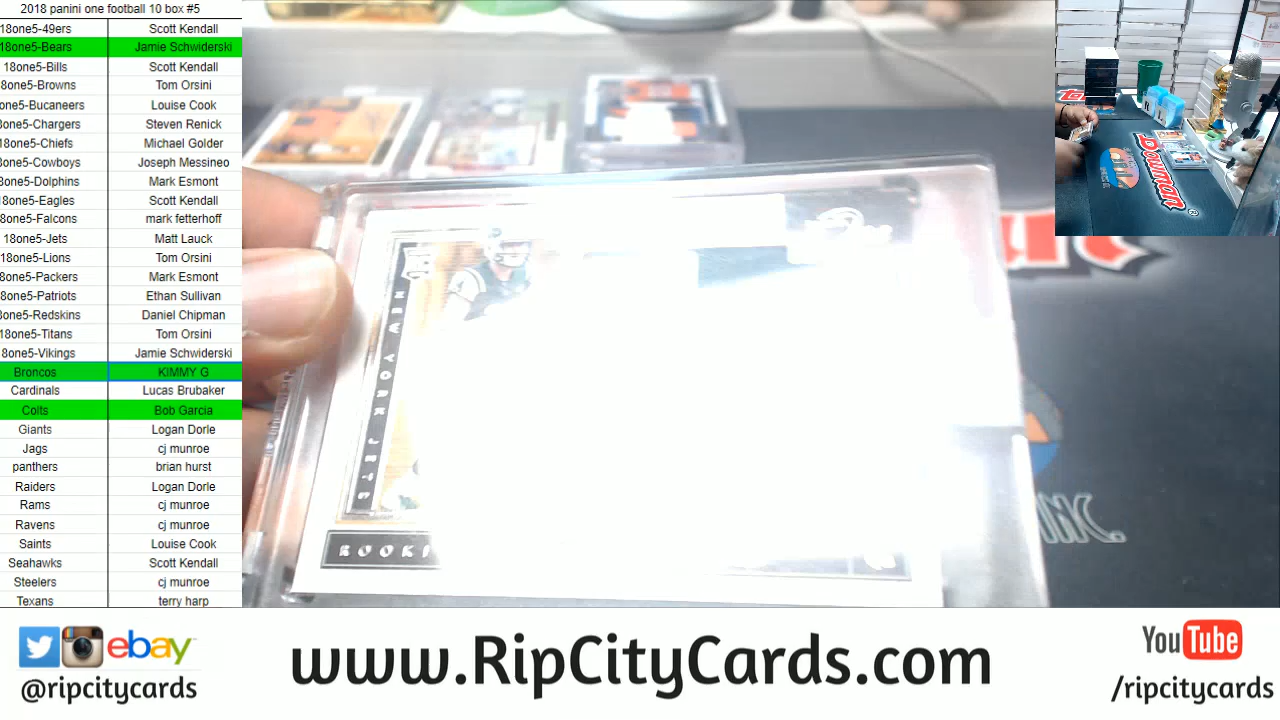 2018 panini one football 10 box #5
18one5-49ers Scott Kendall
18one5-Bears Jamie Schwiderski
18one5-Bills Scott Kendall
8one5-Browns Tom Orsini
one5-Bucaneers Louise Cook
8one5-Chargers Steven Renick
8one5-Chiefs Michael Golder
one5-Cowboys Joseph Messineo
8one5-Dolphins Mark Esmont
8one5-Eagles Scott Kendall
8one5-Falcons mark fetterhoff
18one5-Jets Matt Lauck
18one5-Lions Tom Orsini
one5-Packers Mark Esmont
8one5-Patriots Ethan Sullivan
one5-Redskins Daniel Chipman
18one5-Titans Tom Orsini
8one5-Vikings Jamie Schwiderski
Broncos KIMMY G
Cardinals Lucas Brubaker
Colts Bob Garcia
Giants Logan Dorle
Jags cj munroe
panthers brian hurst
Raiders Logan Dorle
Rams cj munroe
Ravens cj munroe
Saints Louise Cook
Seahawks Scott Kendall
Steelers cj munroe
Texans terry harp
NEW YORK JETS
ROOKI
Bowman
ebay
@ripcitycards
www.RipCityCards.com
YouTube
/ripcitycards